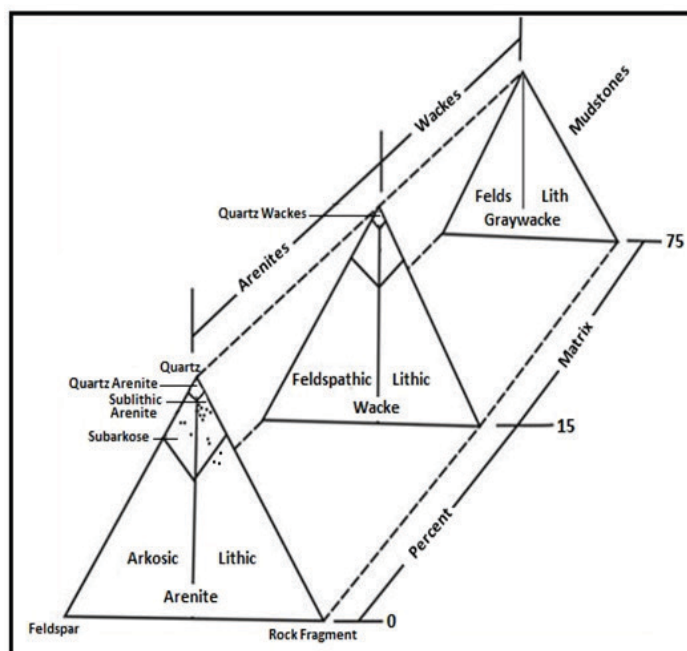 Wackes
Mudstones
Quartz Wackes
Felds Lith
Graywacke
75
Arenites
Matrix
Quartz
Quartz Arenite
Sublithic
Arenite
Subarkose
Feldspathic Lithic
Wacke
15
Percent
Arkosic Lithic
Arenite
0
Feldspar
Rock Fragment